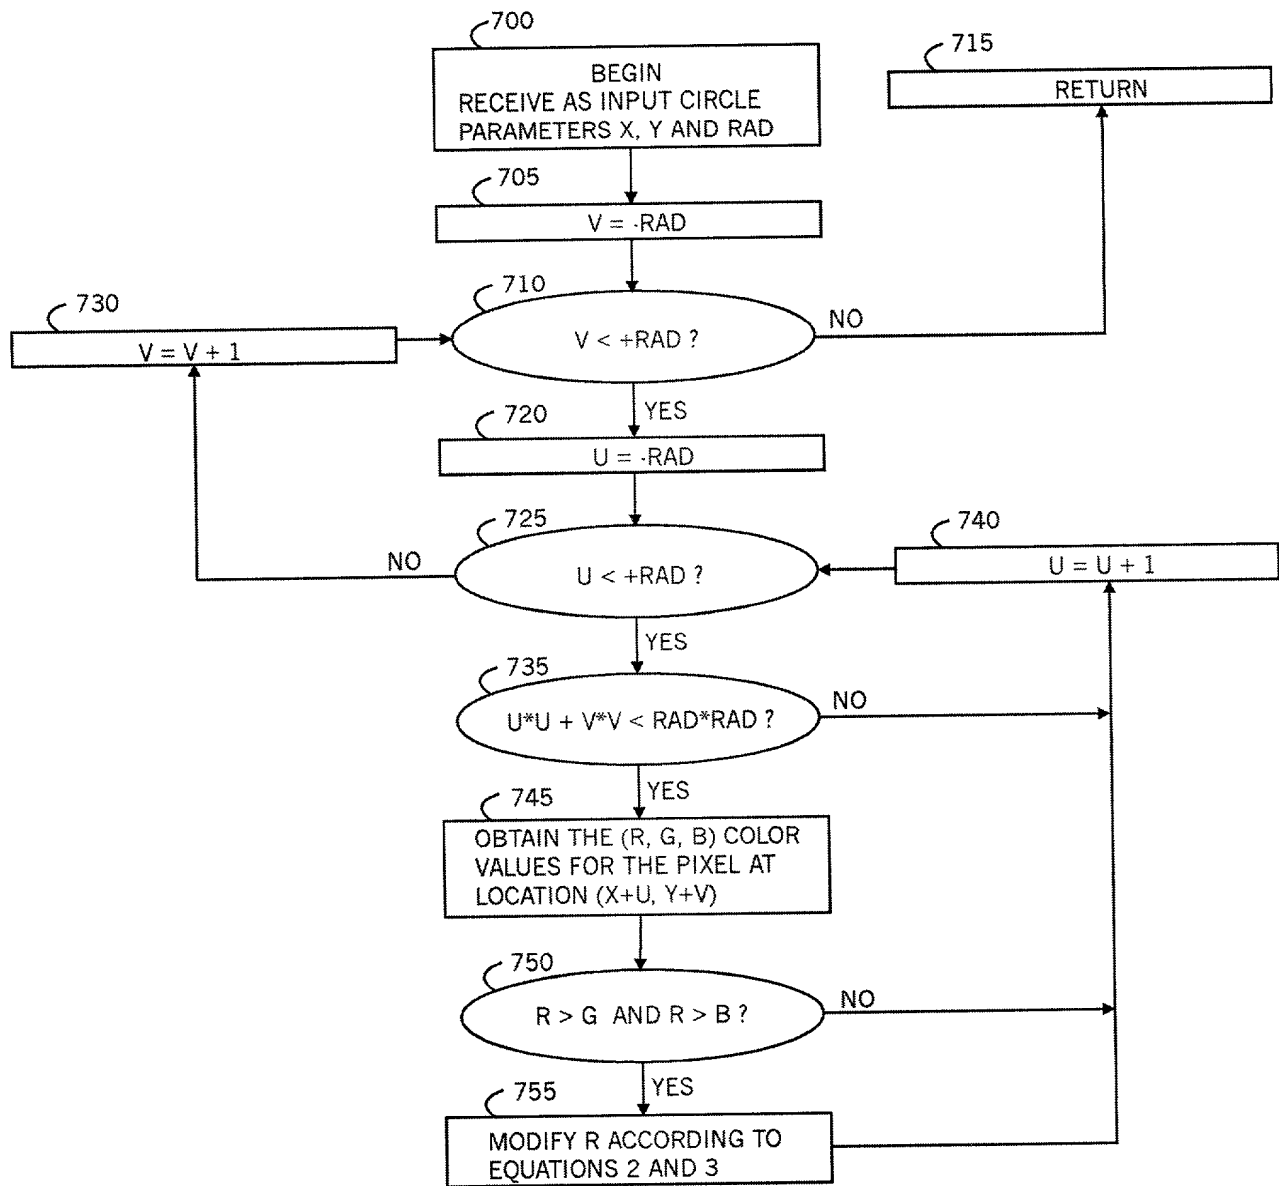 700
BEGIN
RECEIVE AS INPUT CIRCLE
PARAMETERS X, Y AND RAD
715
RETURN
705
V = -RAD
710
V < +RAD ?
NO
730
V = V + 1
YES
720
U = -RAD
725
U < +RAD ?
NO
740
U = U + 1
YES
735
U*U + V*V < RAD*RAD ?
NO
YES
745
OBTAIN THE (R, G, B) COLOR
VALUES FOR THE PIXEL AT
LOCATION (X+U, Y+V)
750
R > G AND R > B ?
NO
YES
755
MODIFY R ACCORDING TO
EQUATIONS 2 AND 3